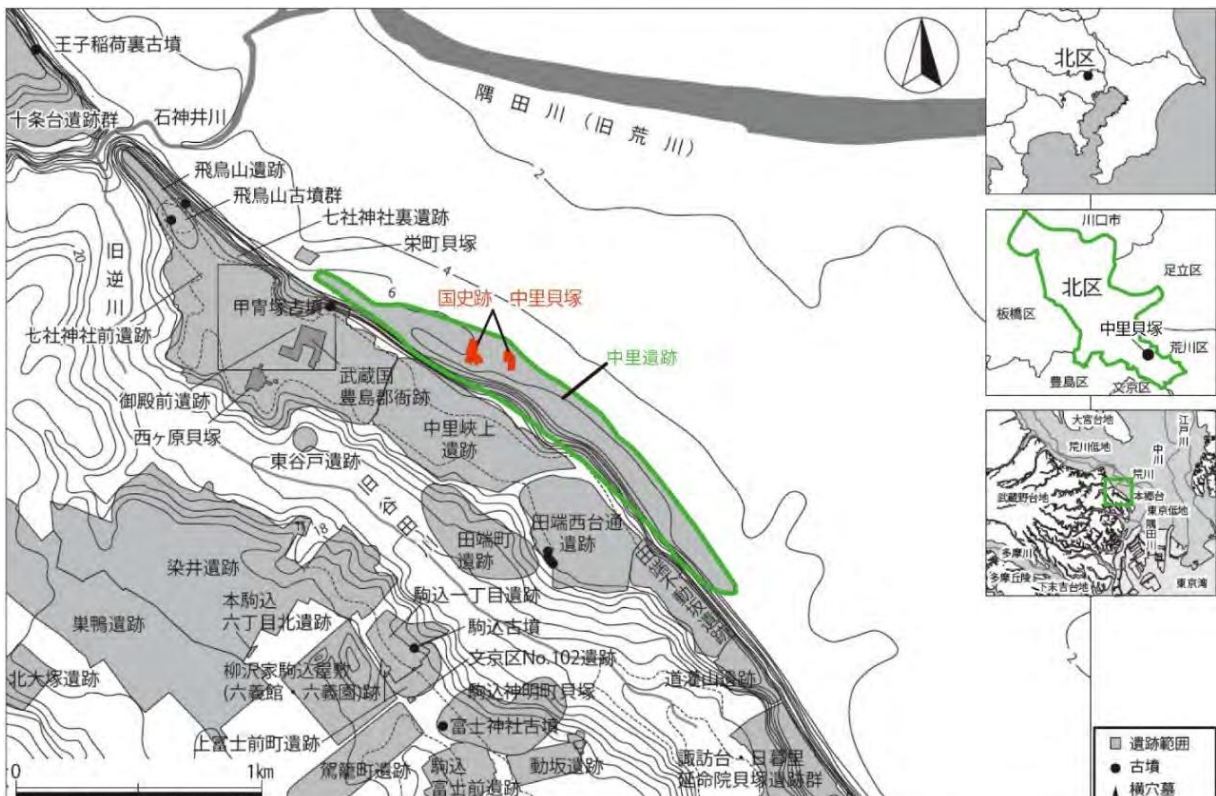 王子稲荷裏古墳
十条台遺跡群
石神井川
隅田川（旧荒川）
飛鳥山遺跡
飛鳥山古墳群
七社神社裏遺跡
栄町貝塚
旧逆川
20
2
4
6
国史跡 中里貝塚
甲冑塚古墳
中里遺跡
七社神社前遺跡
武蔵国
豊島郡衙跡
御殿前遺跡
西ヶ原貝塚
中里峡上
遺跡
東谷戸遺跡
旧谷田川
18
田端町
遺跡
田端西台通
遺跡
田端不動坂遺跡
染井遺跡
巣鴨遺跡
本駒込
六丁目北遺跡
駒込一丁目遺跡
駒込古墳
文京区No.102遺跡
北大塚遺跡
柳沢家駒込屋敷
(六義館・六義園)跡
駒込神明町貝塚
道灌山遺跡
富士神社古墳
上富士前町遺跡
駕籠町遺跡
駒込
富士前遺跡
動坂遺跡
諏訪台・日暮里
延命院貝塚遺跡群
2
0
1km
北区
川口市
足立区
北区
板橋区
中里貝塚
荒川区
豊島区
文京区
大宮台地
江戸川
荒川低地
中川
荒川
武蔵野台地
本郷台
東京低地
隅田川
多摩川
多摩丘陵
下末吉台地
東京湾
遺跡範囲
古墳
横穴墓